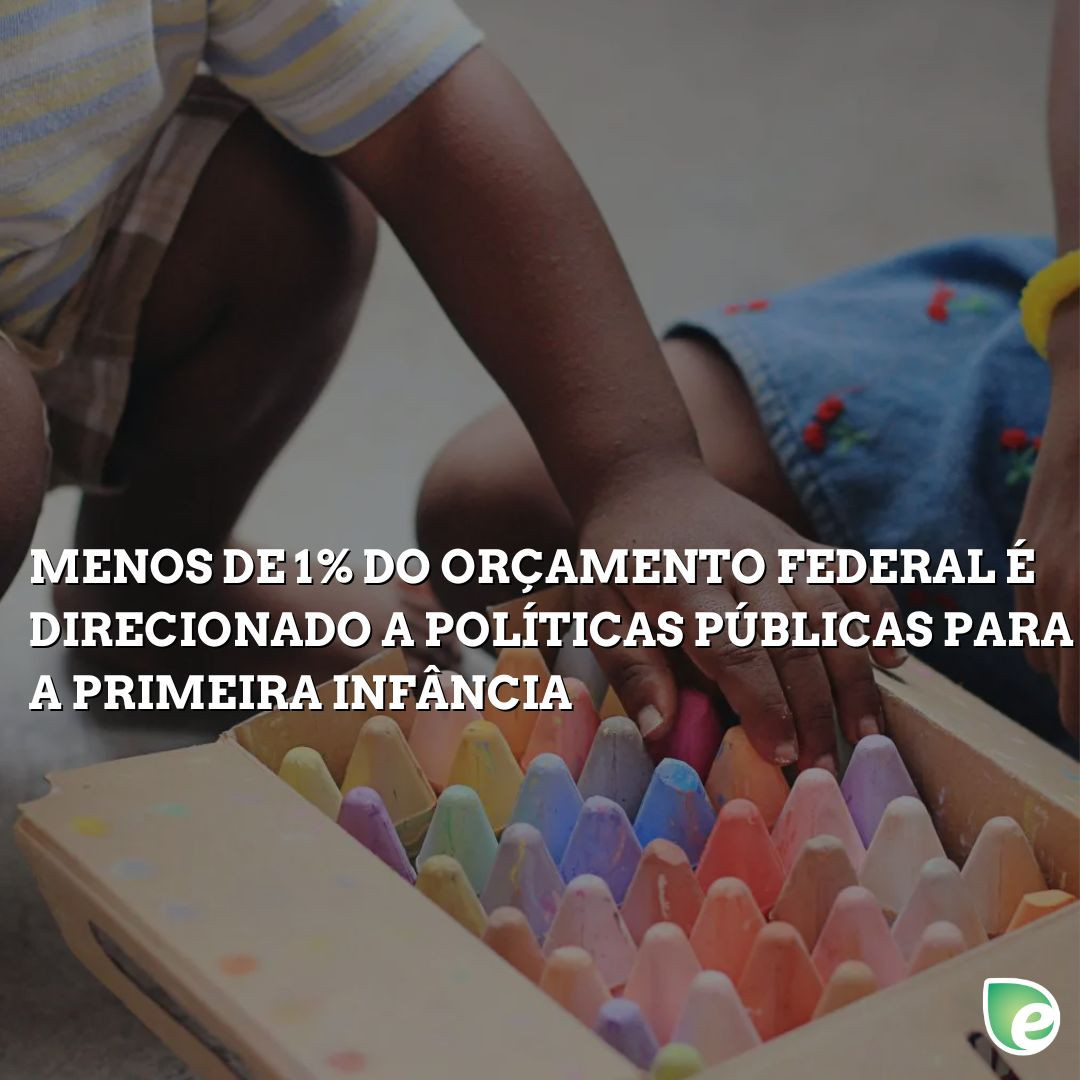 MENOS DE 1% DO ORÇAMENTO FEDERAL É
DIRECIONADO A POLÍTICAS PÚBLICAS PARA
A PRIMEIRA INFÂNCIA
e